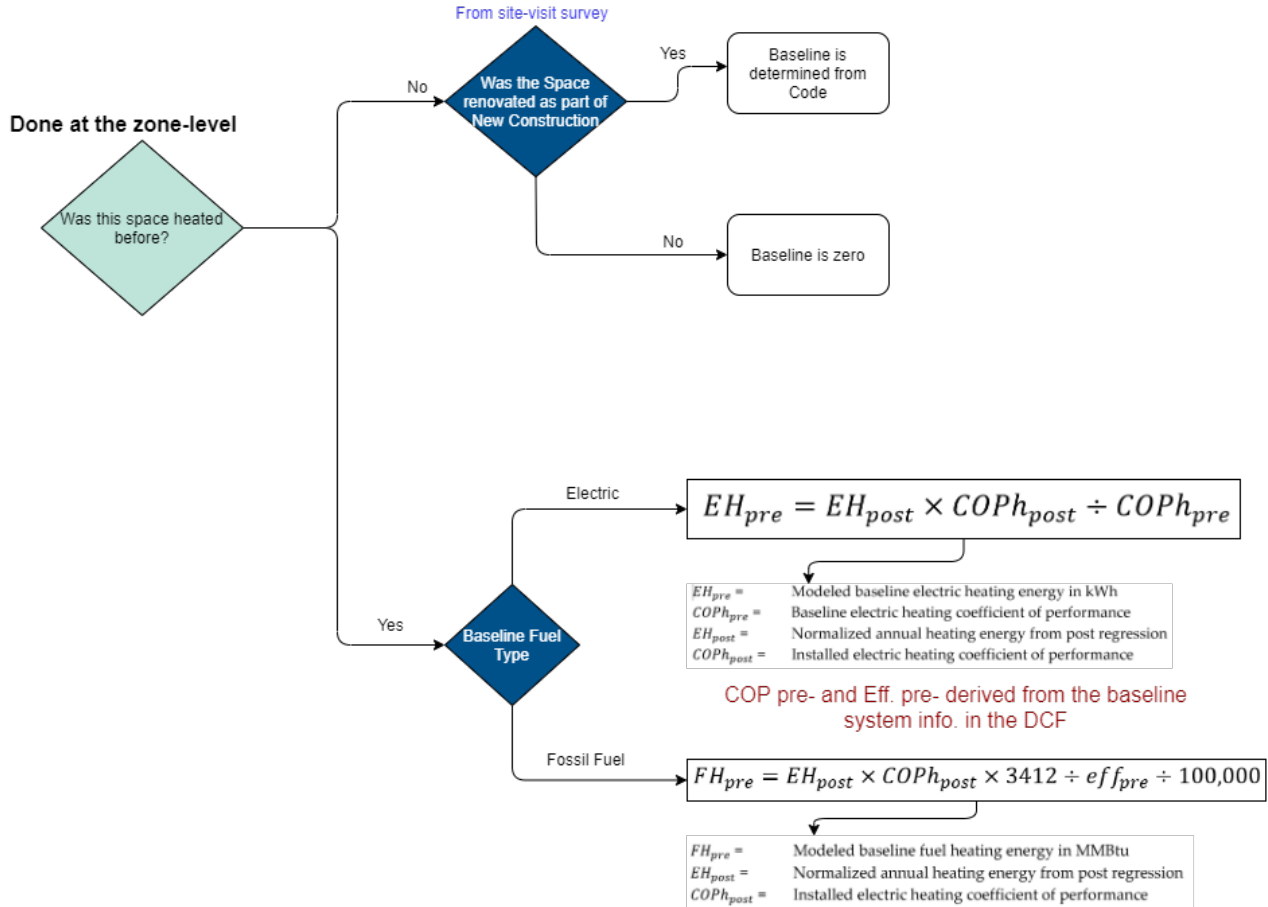 From site-visit survey
Was the Space
renovated as part of
New Construction
Yes
Baseline is
determined from
Code
No
Done at the zone-level
Was this space heated
before?
No
Baseline is zero
Electric
EH_pre = EH_post × COPh_post ÷ COPh_pre
EH_pre = Modeled baseline electric heating energy in kWh
COPh_pre = Baseline electric heating coefficient of performance
EH_post = Normalized annual heating energy from post regression
COPh_post = Installed electric heating coefficient of performance
Yes
Baseline Fuel
Type
COP pre- and Eff. pre- derived from the baseline
system info. in the DCF
Fossil Fuel
FH_pre = EH_post × COPh_post × 3412 ÷ eff_pre ÷ 100,000
FH_pre = Modeled baseline fuel heating energy in MMBtu
EH_post = Normalized annual heating energy from post regression
COPh_post = Installed electric heating coefficient of performance